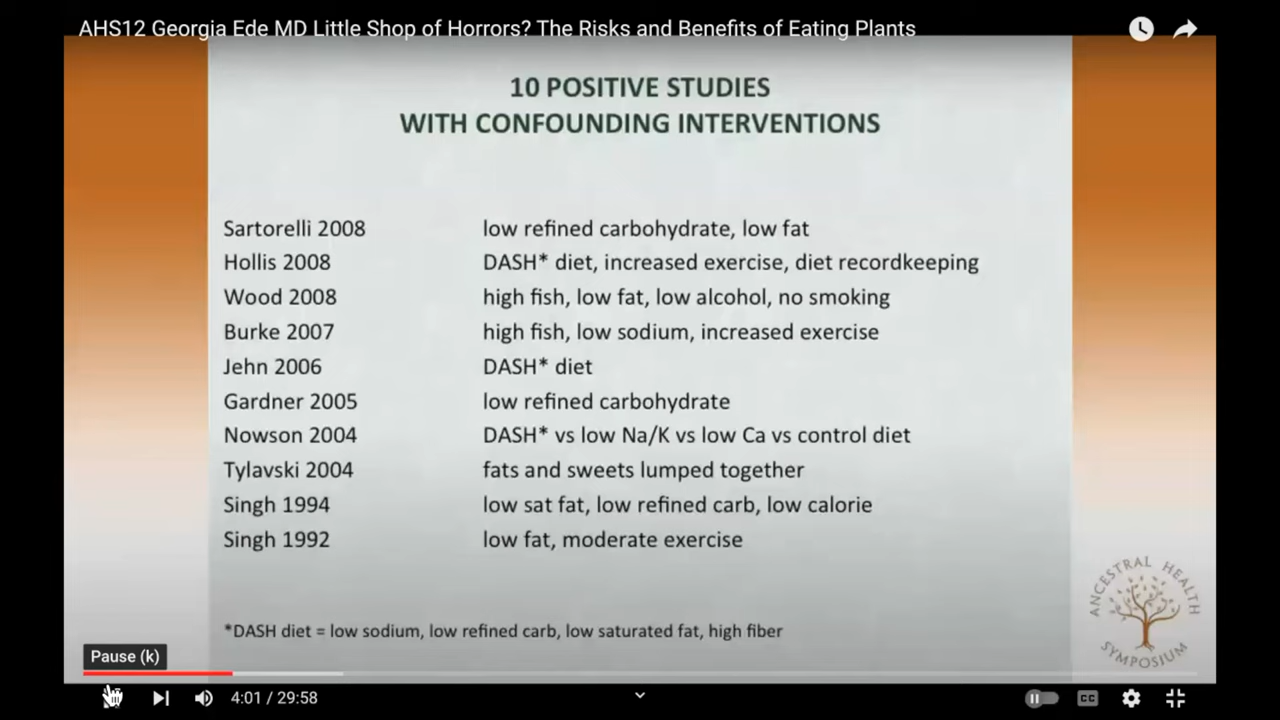 AHS12 Georgia Ede MD Little Shop of Horrors? The Risks and Benefits of Eating Plants
10 POSITIVE STUDIES
WITH CONFOUNDING INTERVENTIONS
Sartorelli 2008 low refined carbohydrate, low fat
Hollis 2008 DASH* diet, increased exercise, diet recordkeeping
Wood 2008 high fish, low fat, low alcohol, no smoking
Burke 2007 high fish, low sodium, increased exercise
Jehn 2006 DASH* diet
Gardner 2005 low refined carbohydrate
Nowson 2004 DASH* vs low Na/K vs low Ca vs control diet
Tylavski 2004 fats and sweets lumped together
Singh 1994 low sat fat, low refined carb, low calorie
Singh 1992 low fat, moderate exercise
*DASH diet = low sodium, low refined carb, low saturated fat, high fiber
ANCESTRAL HEALTH
SYMPOSIUM
Pause (k)
4:01 / 29:58
CC